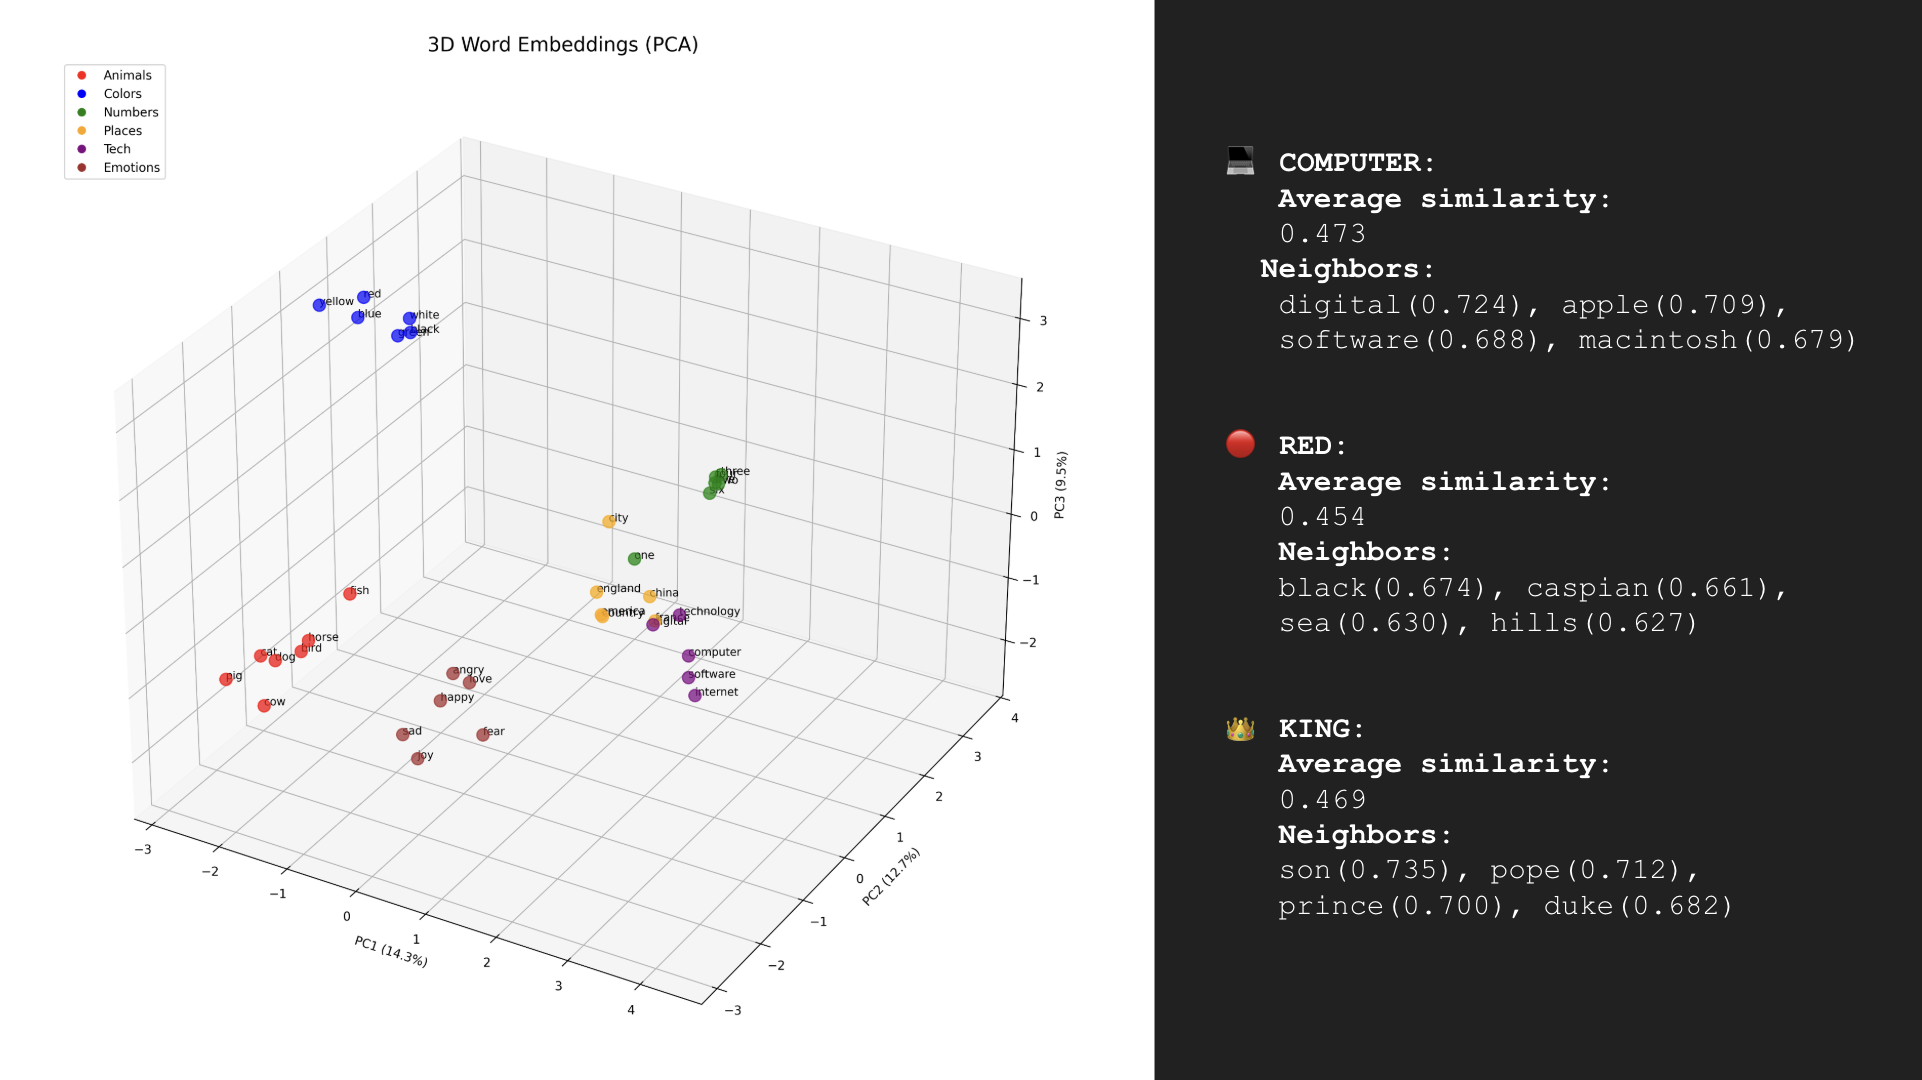 3D Word Embeddings (PCA)
Animals
Colors
Numbers
Places
Tech
Emotions
yellow
red
blue
white
black
green
three
six
city
one
england
china
america
country
france
technology
digital
computer
software
internet
fish
horse
bird
cat
dog
pig
cow
angry
love
happy
sad
fear
joy
3
2
1
0
−1
−2
PC3 (9.5%)
4
3
2
1
0
−1
−2
−3
PC2 (12.7%)
−3
−2
−1
0
1
2
3
4
PC1 (14.3%)
COMPUTER:
Average similarity:
0.473
Neighbors:
digital(0.724), apple(0.709),
software(0.688), macintosh(0.679)
RED:
Average similarity:
0.454
Neighbors:
black(0.674), caspian(0.661),
sea(0.630), hills(0.627)
KING:
Average similarity:
0.469
Neighbors:
son(0.735), pope(0.712),
prince(0.700), duke(0.682)